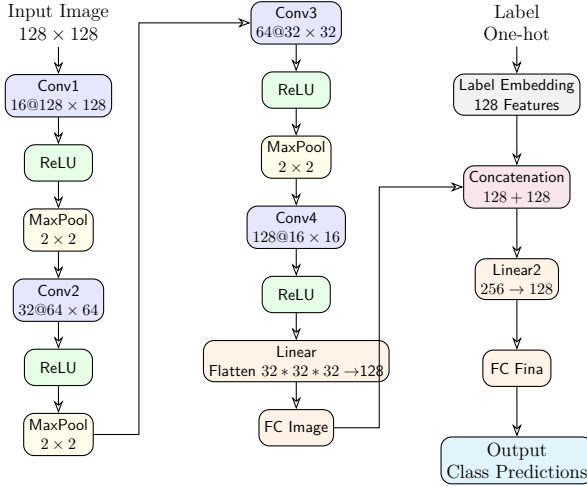 Input Image
128 × 128
Conv1
16@128 × 128
ReLU
MaxPool
2 × 2
Conv2
32@64 × 64
ReLU
MaxPool
2 × 2
Conv3
64@32 × 32
ReLU
MaxPool
2 × 2
Conv4
128@16 × 16
ReLU
Linear
Flatten 32 ∗ 32 ∗ 32 →128
FC Image
Label
One-hot
Label Embedding
128 Features
Concatenation
128 + 128
Linear2
256 → 128
FC Fina
Output
Class Predictions